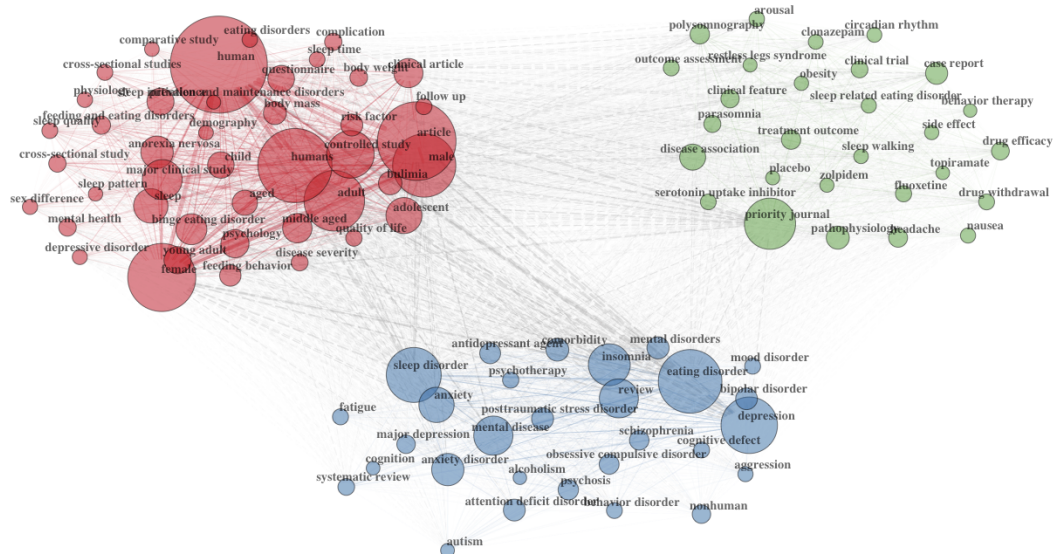 eating disorders
complication
comparative study
human
sleep time
clinical article
cross-sectional studies
questionnaire
body weight
physiology
prevalence
sleep initiation and maintenance disorders
body mass
follow up
feeding and eating disorders
sleep quality
demography
risk factor
article
anorexia nervosa
controlled study
cross-sectional study
major clinical study
child
humans
male
sleep pattern
bulimia
sex difference
sleep
aged
adult
mental health
binge eating disorder
middle aged
adolescent
psychology
quality of life
depressive disorder
young adult
disease severity
female
feeding behavior
arousal
polysomnography
circadian rhythm
clonazepam
outcome assessment
restless legs syndrome
clinical trial
case report
obesity
clinical feature
sleep related eating disorder
behavior therapy
parasomnia
treatment outcome
side effect
drug efficacy
disease association
sleep walking
placebo
topiramate
serotonin uptake inhibitor
zolpidem
fluoxetine
drug withdrawal
priority journal
pathophysiology
headache
nausea
antidepressant agent
comorbidity
mental disorders
sleep disorder
insomnia
mood disorder
psychotherapy
eating disorder
anxiety
review
bipolar disorder
fatigue
posttraumatic stress disorder
depression
major depression
mental disease
schizophrenia
cognitive defect
cognition
anxiety disorder
obsessive compulsive disorder
aggression
systematic review
alcoholism
psychosis
attention deficit disorder
behavior disorder
nonhuman
autism